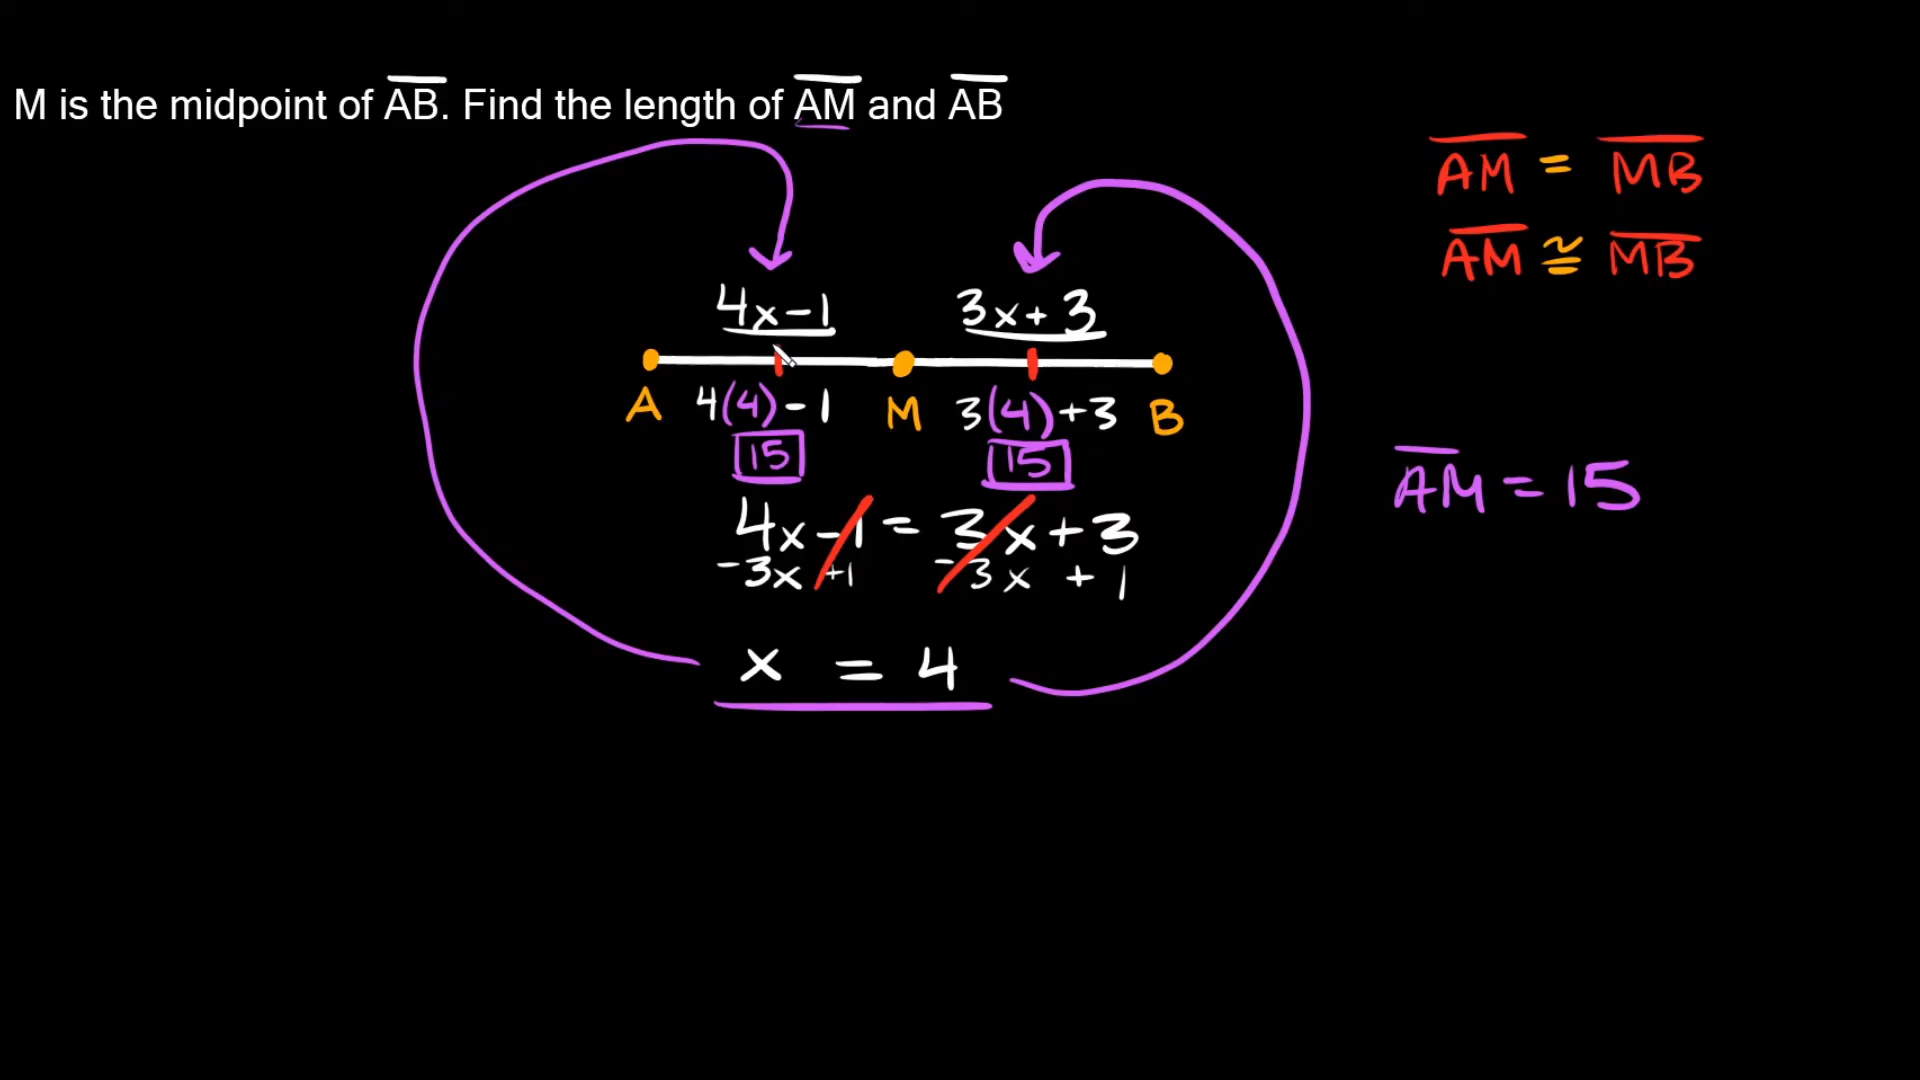 M is the midpoint of AB. Find the length of AM and AB
AM = MB
AM ≅ MB
4x-1 3x+3
A 4(4)-1 M 3(4)+3 B
15 15
AM = 15
4x-1 = 3x+3
-3x +1 -3x +1
x = 4